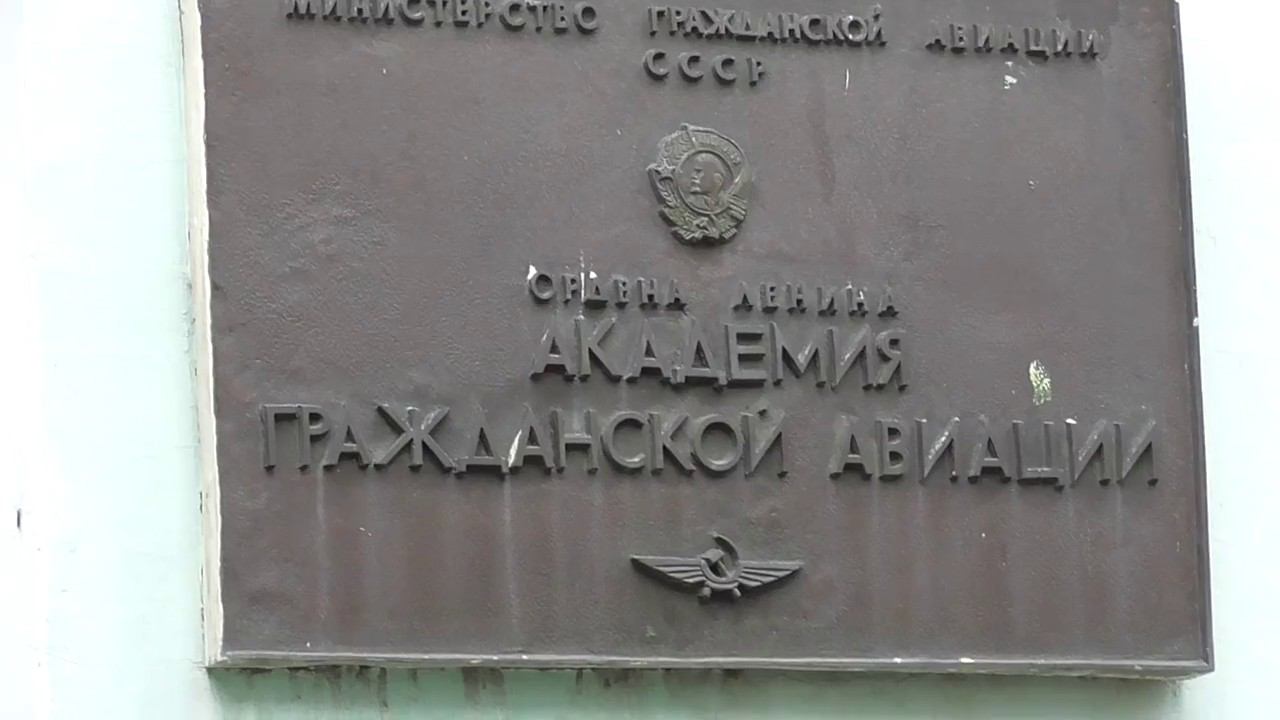 МИНИСТЕРСТВО ГРАЖДАНСКОЙ АВИАЦИИ
СССР
ОРДЕНА ЛЕНИНА
АКАДЕМИЯ
ГРАЖДАНСКОЙ АВИАЦИИ